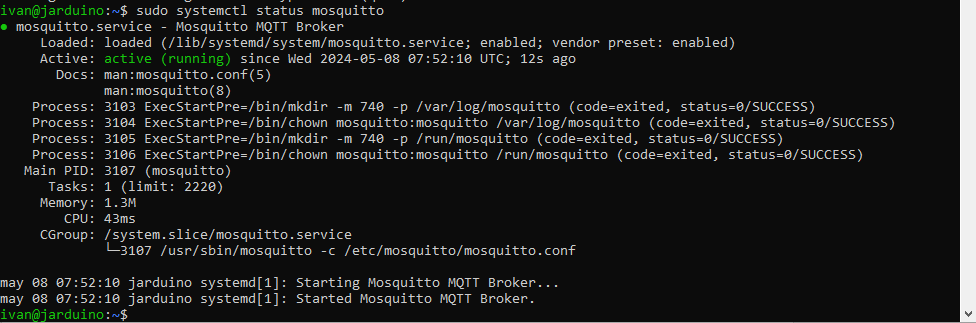 ivan@jarduino:~$ sudo systemctl status mosquitto
● mosquitto.service - Mosquitto MQTT Broker
     Loaded: loaded (/lib/systemd/system/mosquitto.service; enabled; vendor preset: enabled)
     Active: active (running) since Wed 2024-05-08 07:52:10 UTC; 12s ago
       Docs: man:mosquitto.conf(5)
             man:mosquitto(8)
    Process: 3103 ExecStartPre=/bin/mkdir -m 740 -p /var/log/mosquitto (code=exited, status=0/SUCCESS)
    Process: 3104 ExecStartPre=/bin/chown mosquitto:mosquitto /var/log/mosquitto (code=exited, status=0/SUCCESS)
    Process: 3105 ExecStartPre=/bin/mkdir -m 740 -p /run/mosquitto (code=exited, status=0/SUCCESS)
    Process: 3106 ExecStartPre=/bin/chown mosquitto:mosquitto /run/mosquitto (code=exited, status=0/SUCCESS)
   Main PID: 3107 (mosquitto)
      Tasks: 1 (limit: 2220)
     Memory: 1.3M
        CPU: 43ms
     CGroup: /system.slice/mosquitto.service
             └─3107 /usr/sbin/mosquitto -c /etc/mosquitto/mosquitto.conf

may 08 07:52:10 jarduino systemd[1]: Starting Mosquitto MQTT Broker...
may 08 07:52:10 jarduino systemd[1]: Started Mosquitto MQTT Broker.
ivan@jarduino:~$